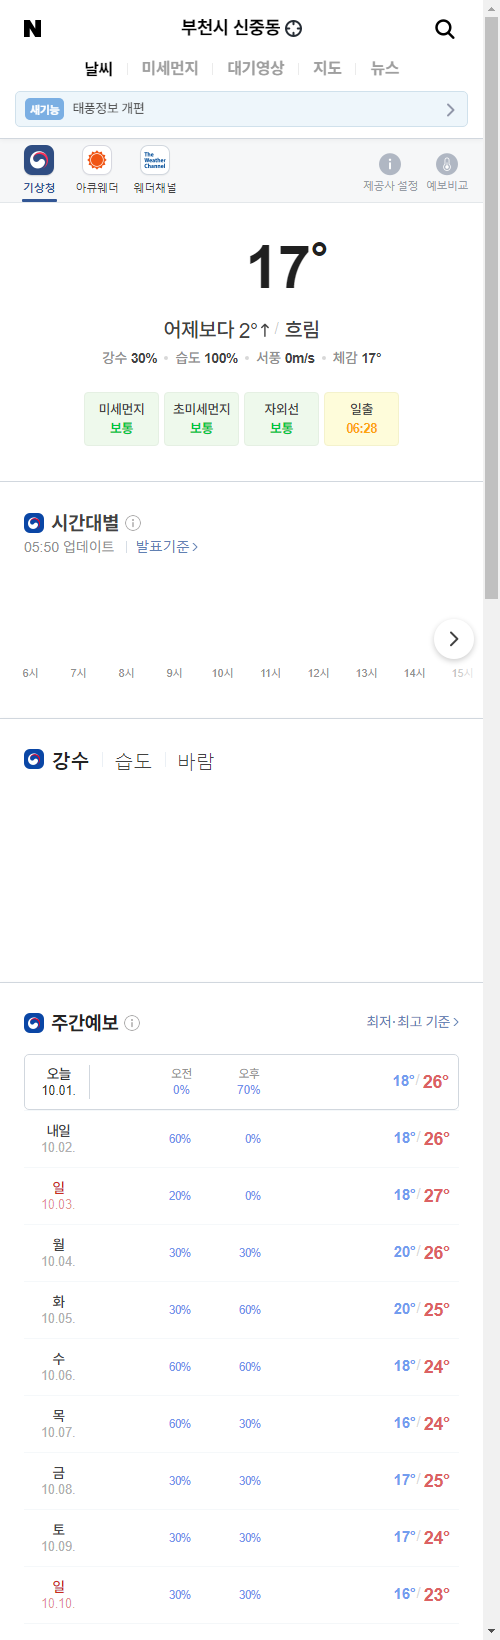 N
부천시 신중동
날씨 미세먼지 대기영상 지도 뉴스
새기능 태풍정보 개편
The
Weather
Channel
기상청 아큐웨더 웨더채널 제공사 설정 예보비교
17°
어제보다 2°↑/ 흐림
강수 30% • 습도 100% • 서풍 0m/s • 체감 17°
미세먼지 초미세먼지 자외선 일출
보통 보통 보통 06:28
시간대별
05:50 업데이트 발표기준
6시 7시 8시 9시 10시 11시 12시 13시 14시 15시
강수 습도 바람
주간예보 최저·최고 기준
오늘 오전 오후
10.01. 0% 70% 18°/ 26°
내일
10.02. 60% 0% 18°/ 26°
일
10.03. 20% 0% 18°/ 27°
월
10.04. 30% 30% 20°/ 26°
화
10.05. 30% 60% 20°/ 25°
수
10.06. 60% 60% 18°/ 24°
목
10.07. 60% 30% 16°/ 24°
금
10.08. 30% 30% 17°/ 25°
토
10.09. 30% 30% 17°/ 24°
일
10.10. 30% 30% 16°/ 23°